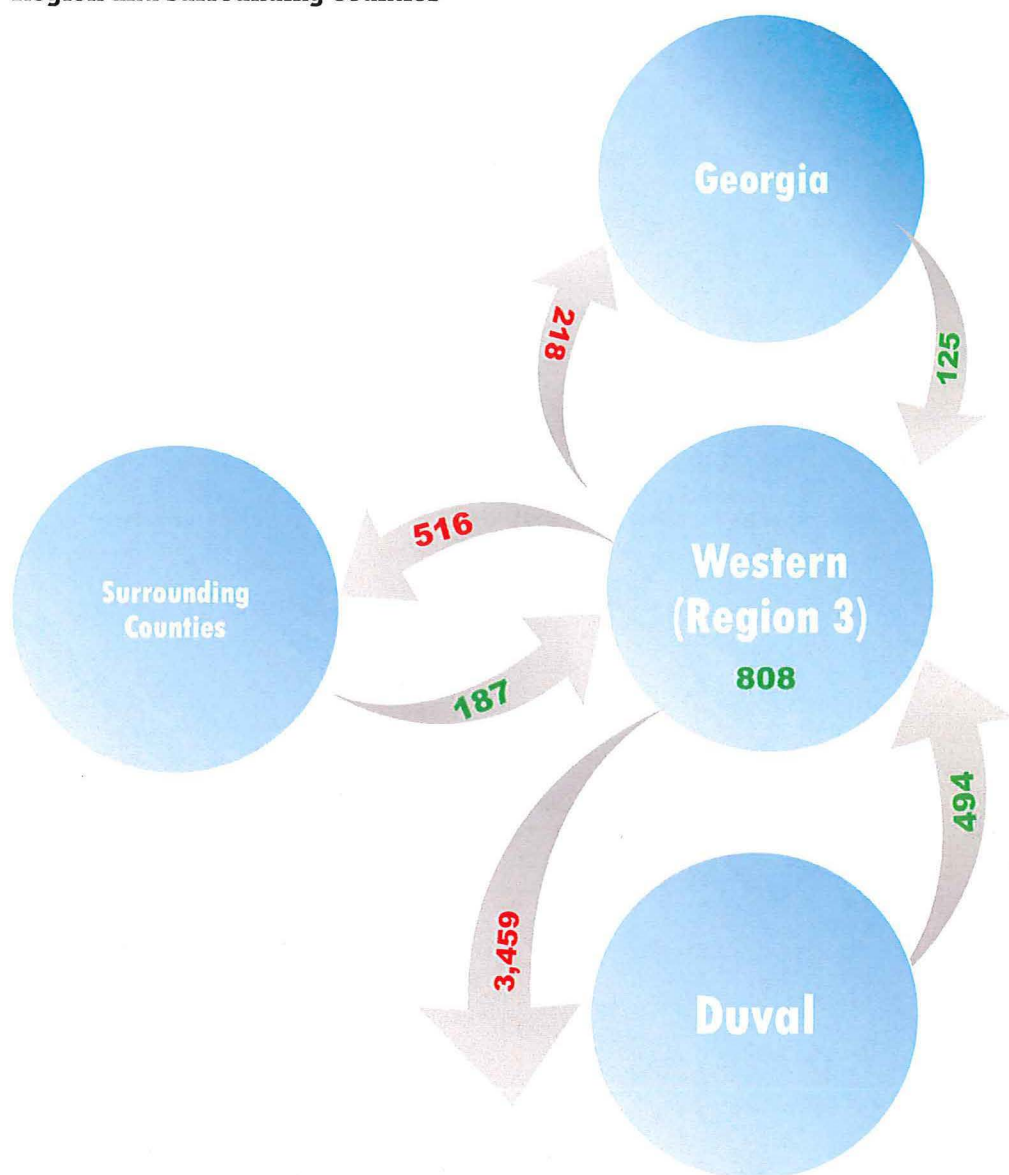 Georgia
218
125
516
Western
(Region 3)
808
Surrounding
Counties
187
494
3,459
Duval